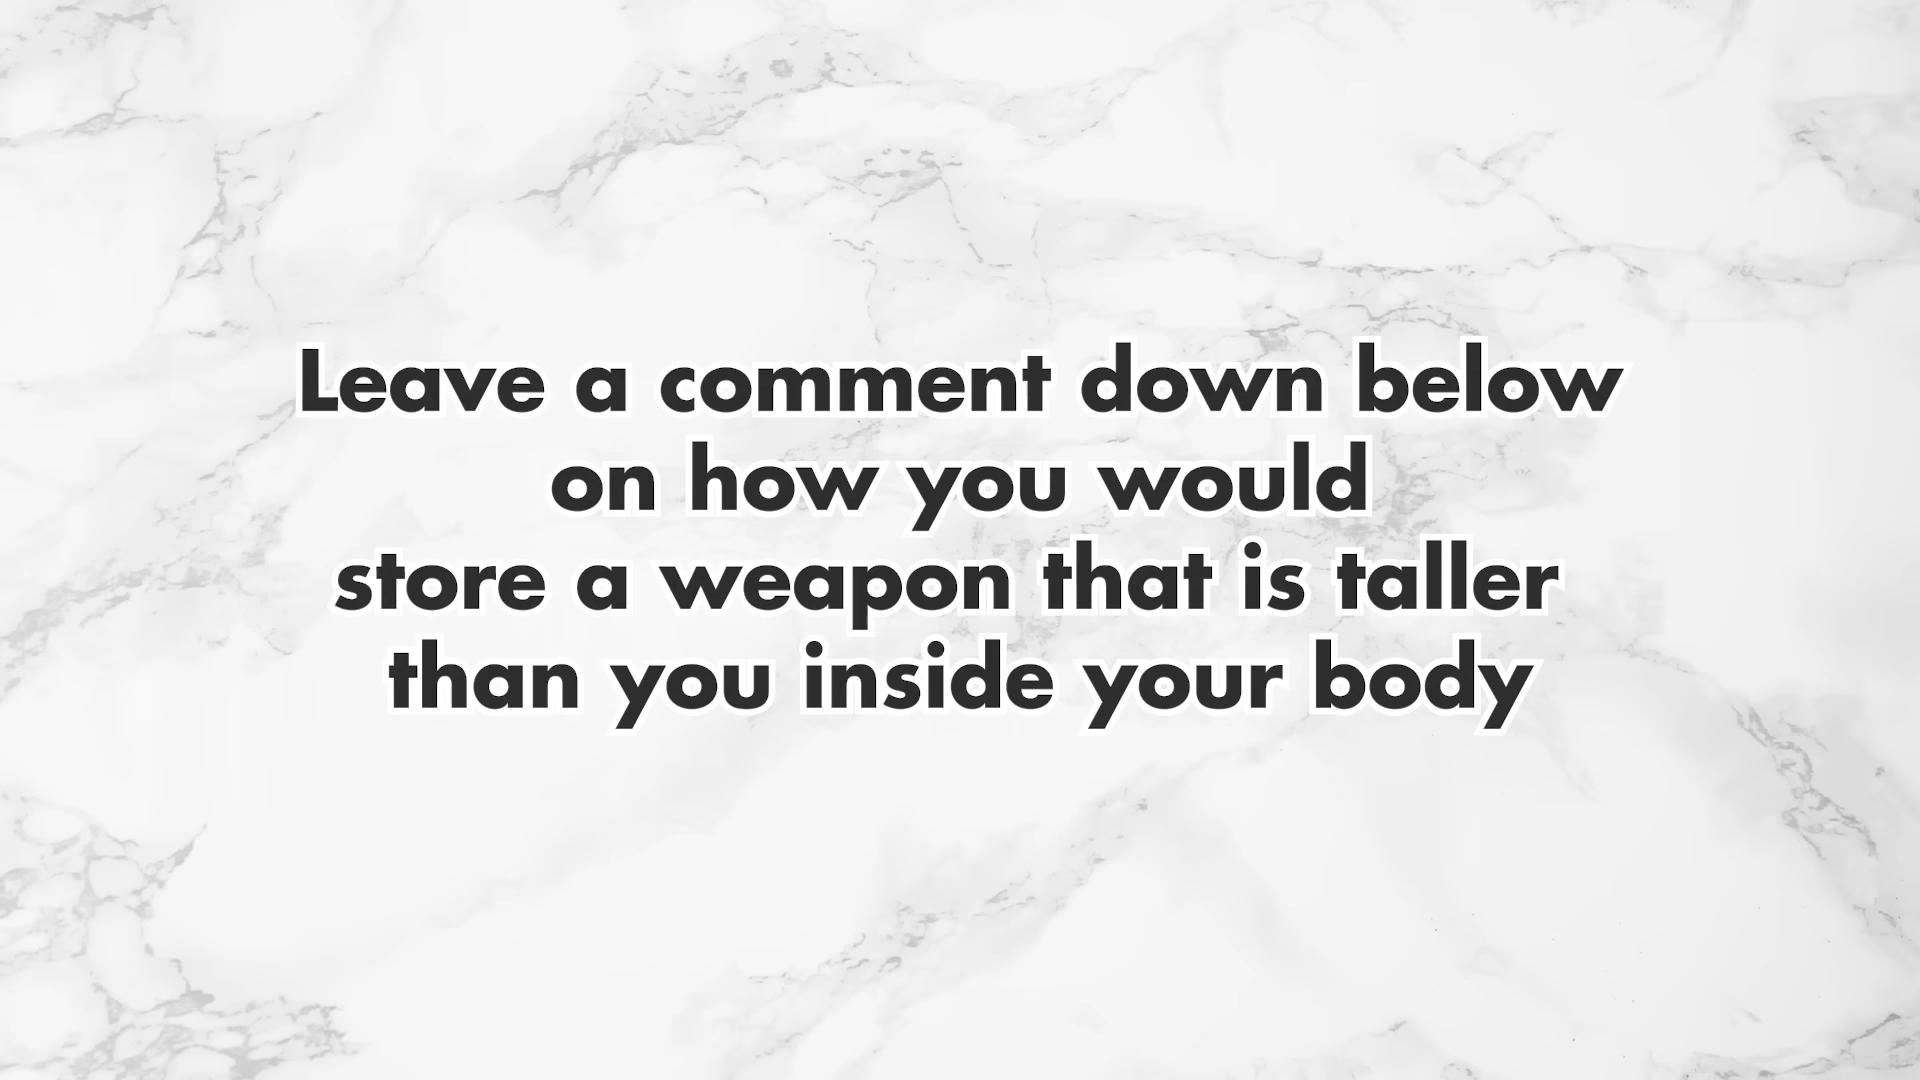 Leave a comment down below
on how you would
store a weapon that is taller
than you inside your body